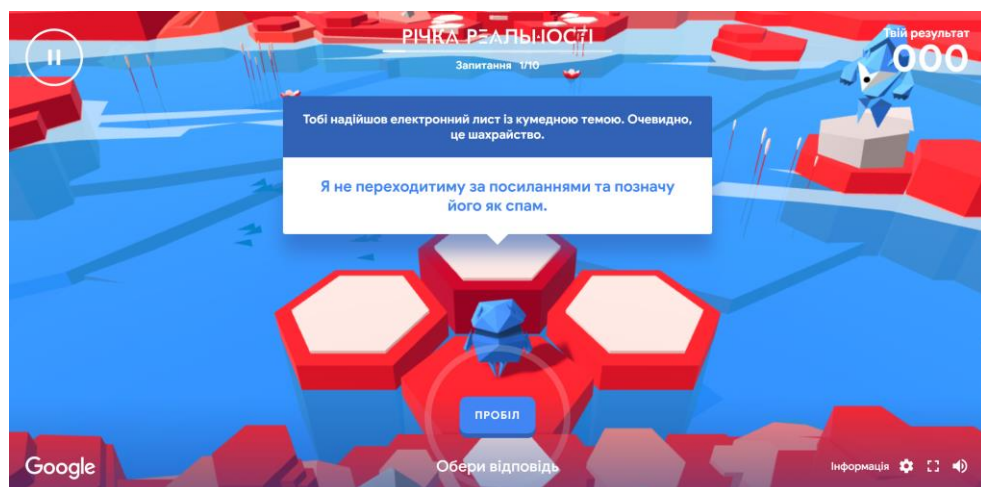 РІЧКА РЕАЛЬНОСТІ
Твій результат
000
Запитання 1/10
Тобі надійшов електронний лист із кумедною темою. Очевидно,
це шахрайство.
Я не переходитиму за посиланнями та позначу
його як спам.
ПРОБІЛ
Обери відповідь
Google
Інформація